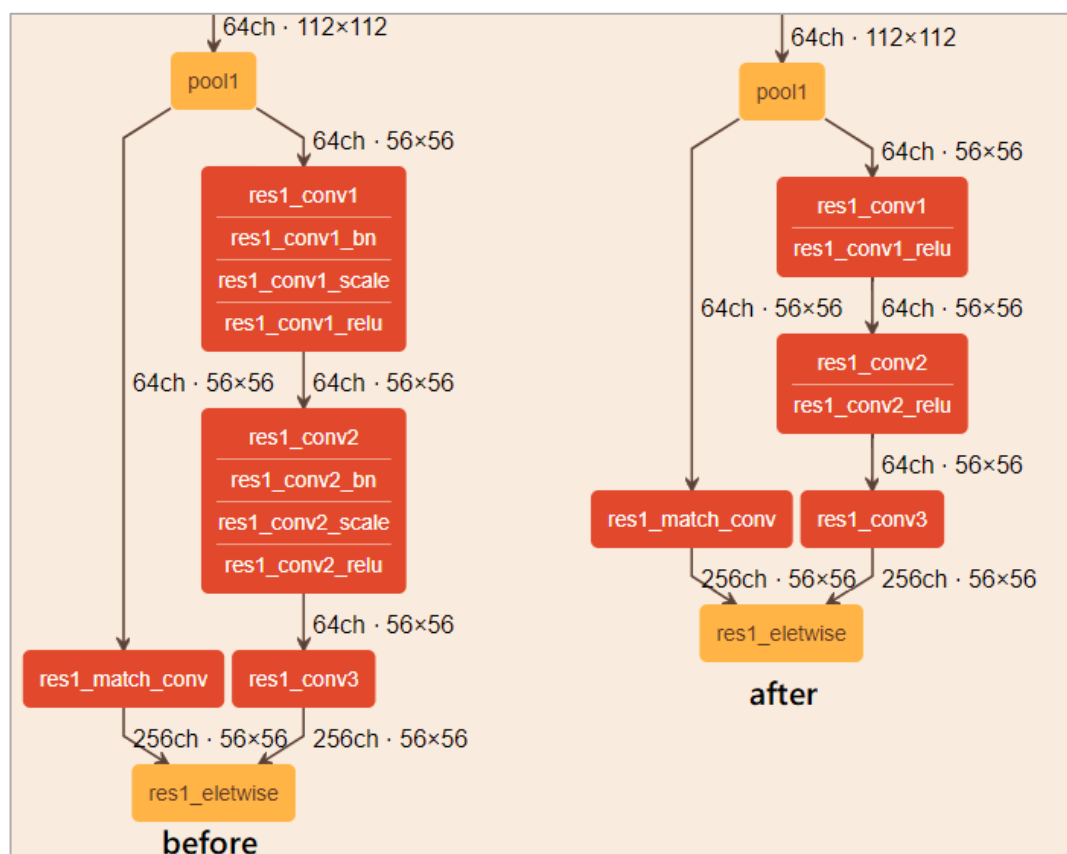 64ch · 112×112
pool1
64ch · 56×56
res1_conv1
res1_conv1_bn
res1_conv1_scale
res1_conv1_relu
64ch · 56×56
64ch · 56×56
res1_conv2
res1_conv2_bn
res1_conv2_scale
res1_conv2_relu
64ch · 56×56
res1_match_conv
res1_conv3
256ch · 56×56
256ch · 56×56
res1_eletwise
before
64ch · 112×112
pool1
64ch · 56×56
res1_conv1
res1_conv1_relu
64ch · 56×56
64ch · 56×56
res1_conv2
res1_conv2_relu
64ch · 56×56
res1_match_conv
res1_conv3
256ch · 56×56
256ch · 56×56
res1_eletwise
after